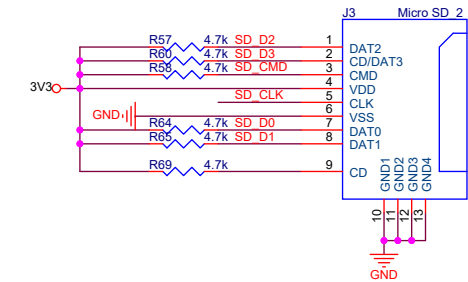 J3 Micro SD_2
R57 4.7k SD_D2 1 DAT2
R60 4.7k SD_D3 2 CD/DAT3
R58 4.7k SD_CMD 3 CMD
3V3 4 VDD
SD_CLK 5 CLK
GND 6 VSS
R64 4.7k SD_D0 7 DAT0
R65 4.7k SD_D1 8 DAT1
R69 4.7k 9 CD
GND1 GND2 GND3 GND4
10 11 12 13
GND